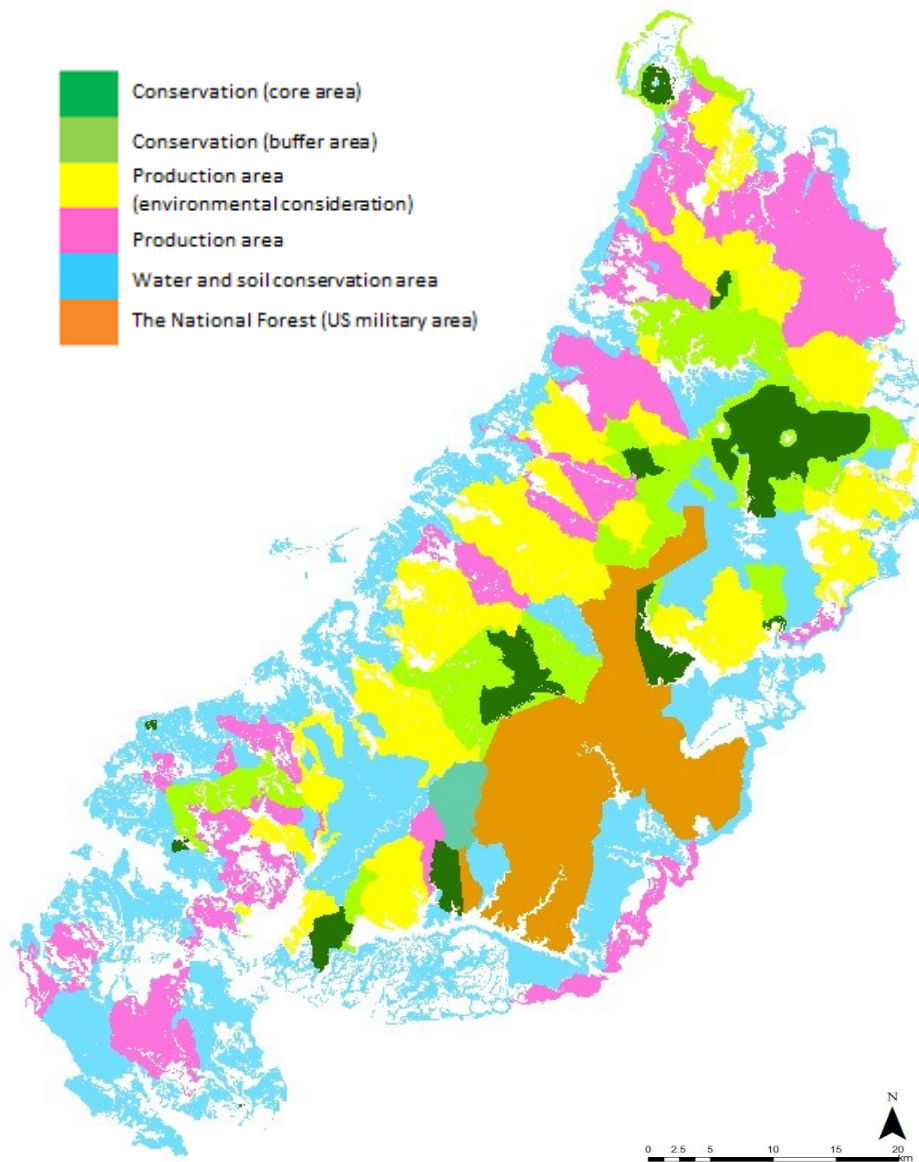 Conservation (core area)
Conservation (buffer area)
Production area
(environmental consideration)
Production area
Water and soil conservation area
The National Forest (US military area)
N
0 2.5 5 10 15 20
km